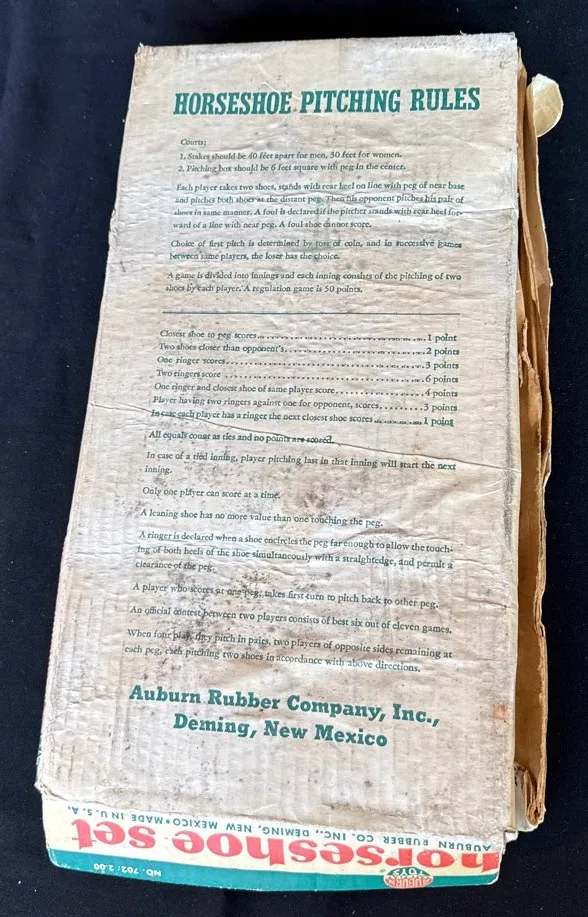 HORSESHOE PITCHING RULES
Courts:
1. Stakes should be 40 feet apart for men, 30 feet for women.
2. Pitching box should be 6 feet square with peg in the center.
Each player takes two shoes, stands with rear heel on line with peg of near base
and pitches both shoes at the distant peg. Then his opponent pitches his pair of
shoes in same manner. A foul is declared if the pitcher stands with rear heel for-
ward of a line with near peg. A foul shoe cannot score.
Choice of first pitch is determined by toss of coin, and in successive games
between same players, the loser has the choice.
A game is divided into innings and each inning consists of the pitching of two
shoes by each player. A regulation game is 50 points.
Closest shoe to peg scores 1 point
Two shoes closer than opponent's 2 points
One ringer scores 3 points
Two ringers score 6 points
One ringer and closest shoe of same player score 4 points
Player having two ringers against one for opponent, scores 3 points
In case each player has a ringer the next closest shoe scores 1 point
All equals count as ties and no points are scored.
In case of a tied inning, player pitching last in that inning will start the next
inning.
Only one player can score at a time.
A leaning shoe has no more value than one touching the peg.
A ringer is declared when a shoe encircles the peg far enough to allow the touch-
ing of both heels of the shoe simultaneously with a straightedge, and permit a
clearance of the peg.
A player who scores at one peg, takes first turn to pitch back to other peg.
An official contest between two players consists of best six out of eleven games.
When four play, they pitch in pairs, two players of opposite sides remaining at
each peg, each pitching two shoes in accordance with above directions.
Auburn Rubber Company, Inc.,
Deming, New Mexico
AUBURN RUBBER CO. INC., DEMING, NEW MEXICO • MADE IN U.S.A.
horseshoe set
AUBURN TOYS
NO. 702: 2.00